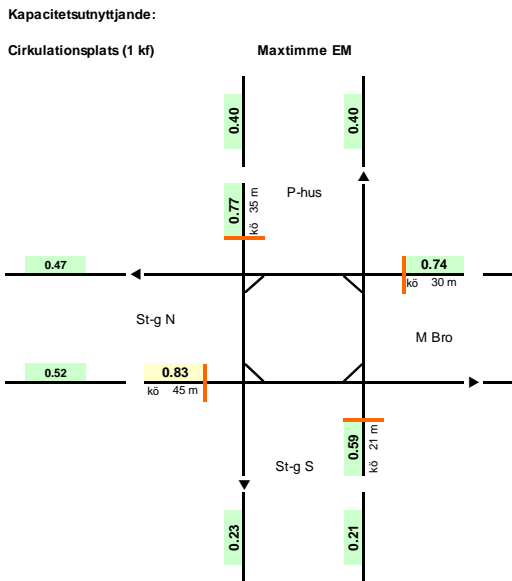 Kapacitetsutnyttjande:
Cirkulationsplats (1 kf)
Maxtimme EM
0.40
0.40
P-hus
0.77
kö 35 m
0.47
0.74
kö 30 m
St-g N
M Bro
0.52
0.83
kö 45 m
0.59
kö 21 m
St-g S
0.23
0.21